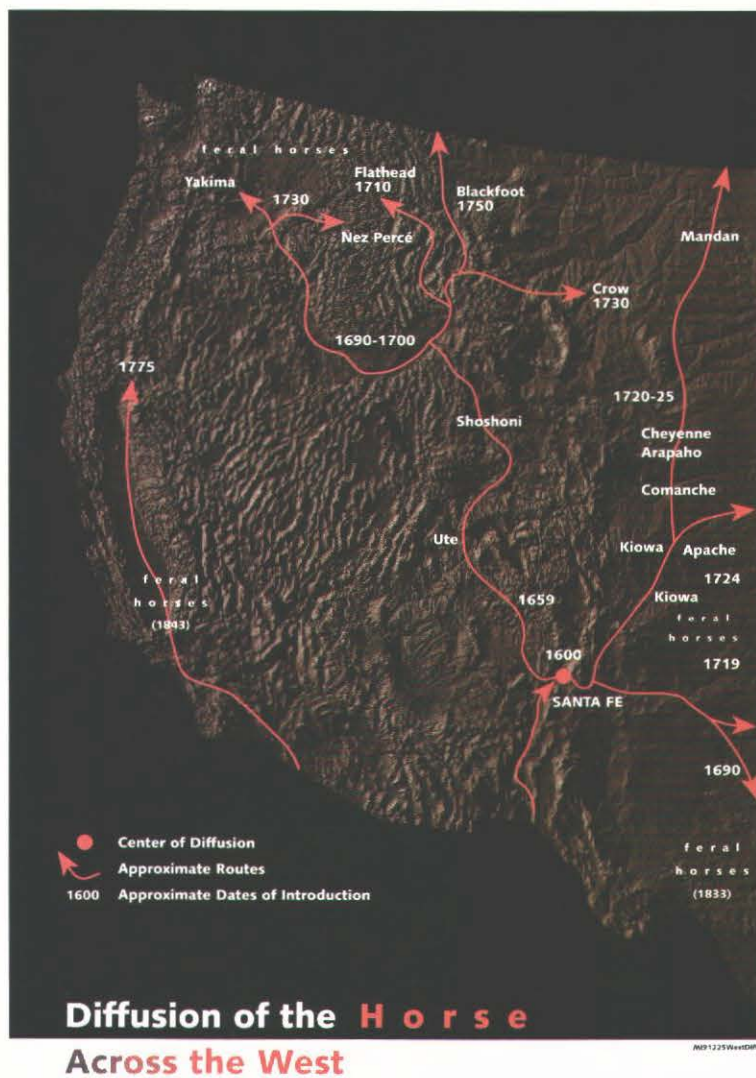 feral horses
Flathead
1710
Yakima
1730
Blackfoot
1750
Nez Percé
Mandan
Crow
1730
1690-1700
1775
1720-25
Shoshoni
Cheyenne
Arapaho
Comanche
Ute
Kiowa
Apache
1724
feral
horses
(1843)
1659
Kiowa
feral
horses
1719
1600
SANTA FE
1690
Center of Diffusion
Approximate Routes
1600 Approximate Dates of Introduction
feral
horses
(1833)
Diffusion of the Horse
Across the West